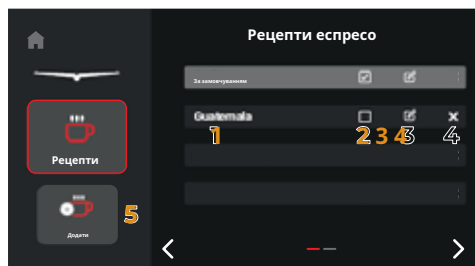 Рецепти еспресо
За замовчуванням
Guatemala
1 2 3 4 3 4
Рецепти
5
Додати